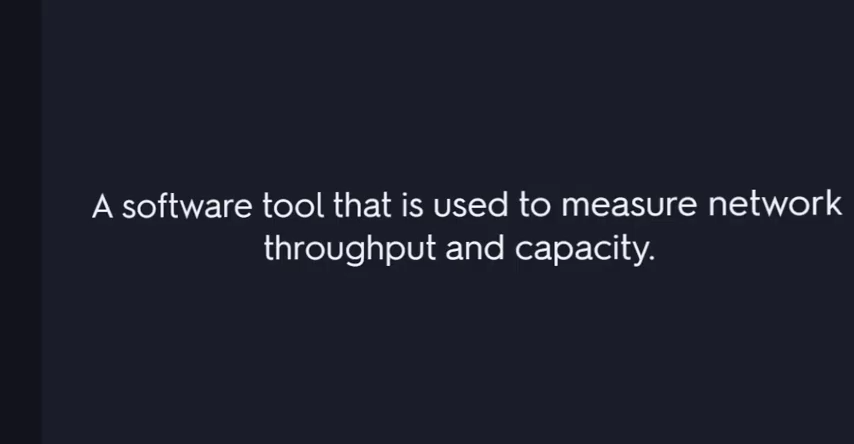 A software tool that is used to measure network
throughput and capacity.